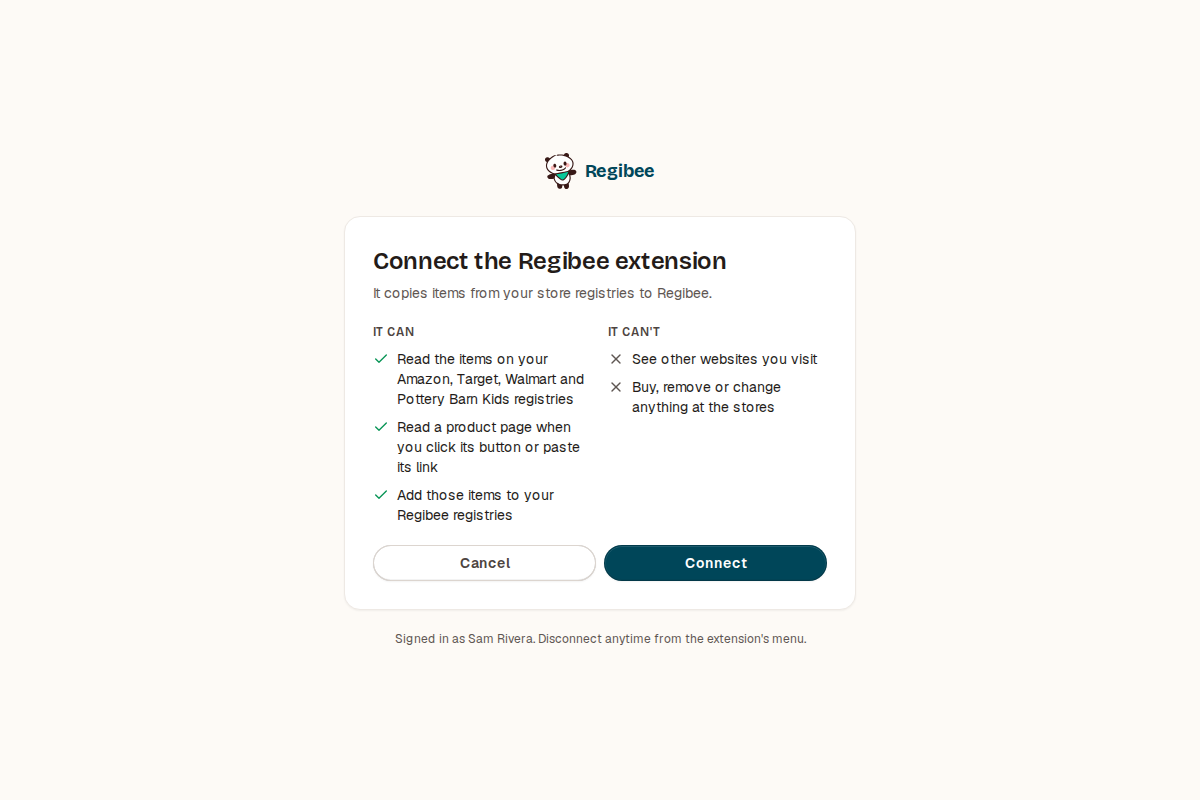 Regibee
Connect the Regibee extension
It copies items from your store registries to Regibee.
IT CAN
Read the items on your
Amazon, Target, Walmart and
Pottery Barn Kids registries
Read a product page when
you click its button or paste
its link
Add those items to your
Regibee registries
IT CAN'T
See other websites you visit
Buy, remove or change
anything at the stores
Cancel
Connect
Signed in as Sam Rivera. Disconnect anytime from the extension's menu.